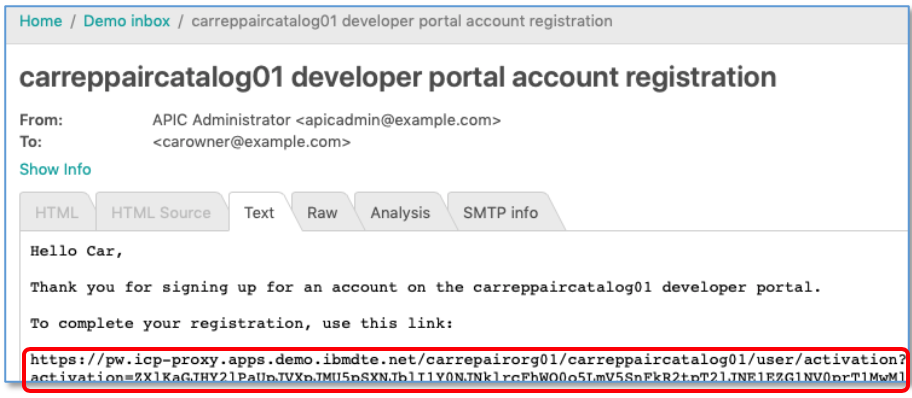 Home / Demo inbox / carreppaircatalog01 developer portal account registration
carreppaircatalog01 developer portal account registration
From: APIC Administrator <apicadmin@example.com>
To: <carowner@example.com>
Show Info
HTML HTML Source Text Raw Analysis SMTP info
Hello Car,
Thank you for signing up for an account on the carreppaircatalog01 developer portal.
To complete your registration, use this link:
https://pw.icp-proxy.apps.demo.ibmdte.net/carrepairorg01/carreppaircatalog01/user/activation?